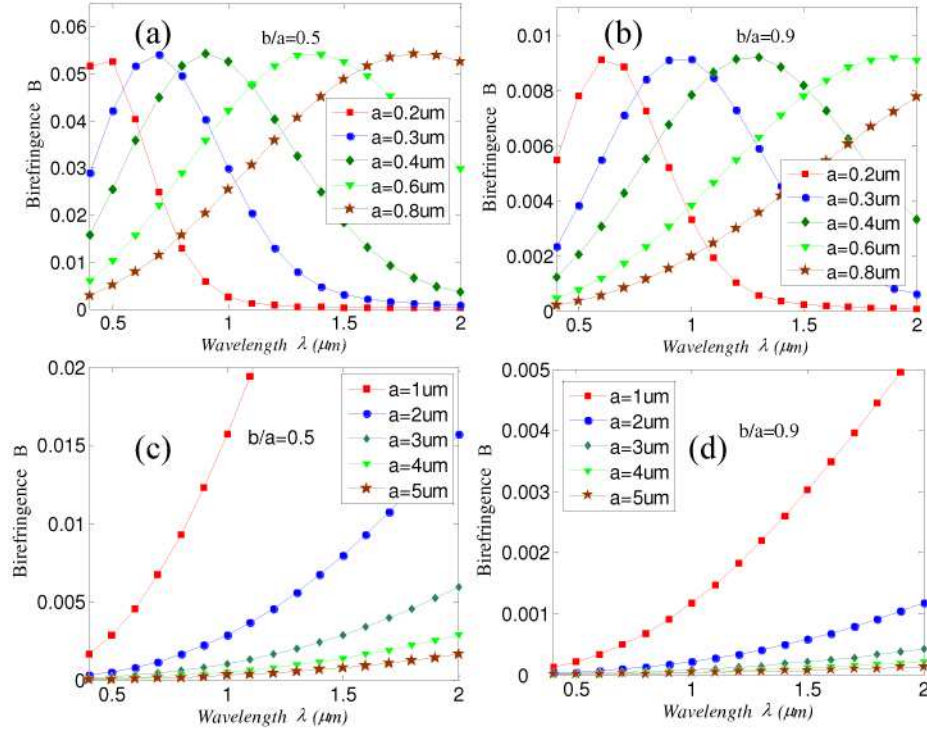 (a)
b/a=0.5
Birefringence B
0.06
0.05
0.04
0.03
0.02
0.01
0
0.5
1
1.5
2
Wavelength λ (μm)
a=0.2um
a=0.3um
a=0.4um
a=0.6um
a=0.8um
(b)
b/a=0.9
Birefringence B
0.01
0.008
0.006
0.004
0.002
0
0.5
1
1.5
2
Wavelength λ (μm)
a=0.2um
a=0.3um
a=0.4um
a=0.6um
a=0.8um
(c)
b/a=0.5
Birefringence B
0.02
0.015
0.01
0.005
0
0.5
1
1.5
2
Wavelength λ (μm)
a=1um
a=2um
a=3um
a=4um
a=5um
(d)
b/a=0.9
Birefringence B
0.005
0.004
0.003
0.002
0.001
0
0.5
1
1.5
2
Wavelength λ (μm)
a=1um
a=2um
a=3um
a=4um
a=5um